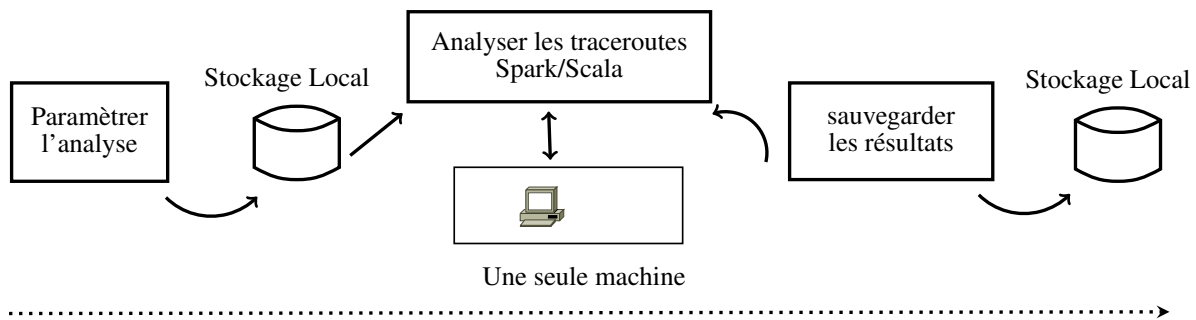 Paramètrer
l'analyse
Stockage Local
Analyser les traceroutes
Spark/Scala
Une seule machine
sauvegarder
les résultats
Stockage Local